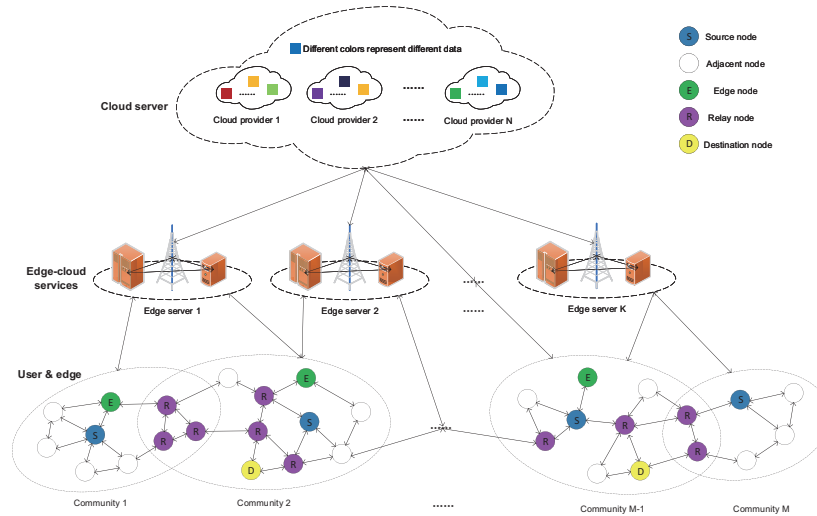 Different colors represent different data
......
......
......
......
Cloud server
Cloud provider 1
Cloud provider 2
......
Cloud provider N
S
Source node
Adjacent node
E
Edge node
R
Relay node
D
Destination node
Edge-cloud
services
......
Edge server 1
Edge server 2
......
Edge server K
User & edge
E
R
R
E
S
R
R
R
S
D
R
......
E
S
R
R
R
S
R
D
R
Community 1
Community 2
......
Community M-1
Community M